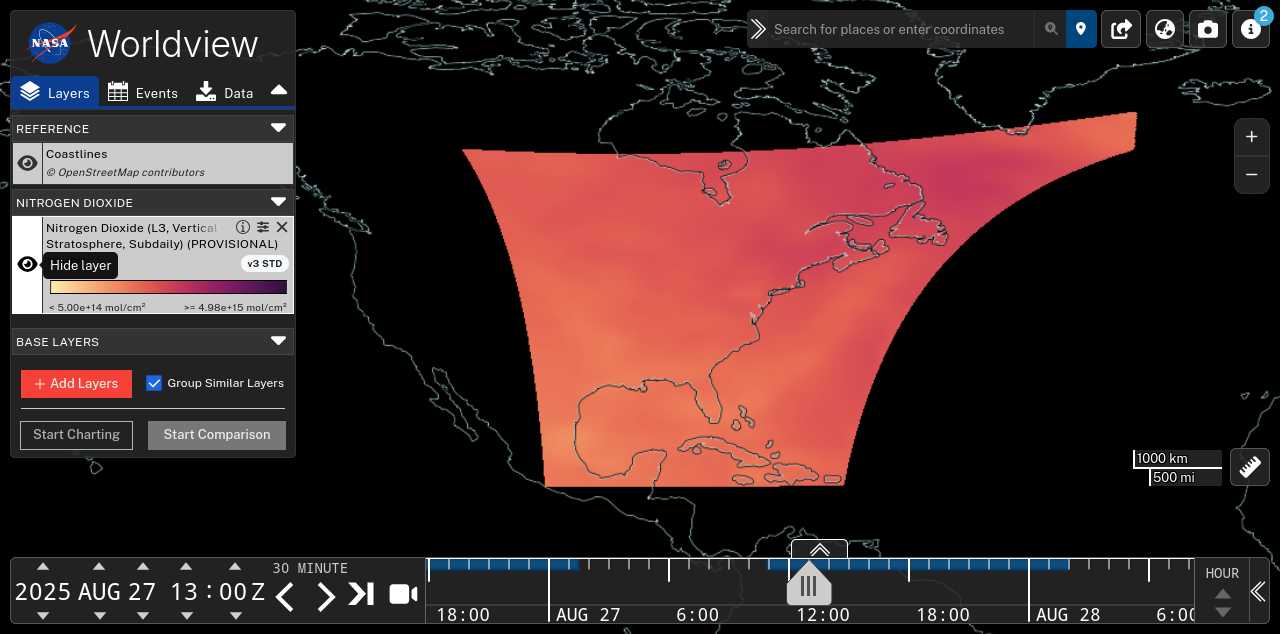 NASA
Worldview
Layers
Events
Data
REFERENCE
Coastlines
© OpenStreetMap contributors
NITROGEN DIOXIDE
Nitrogen Dioxide (L3, Vertical
Stratosphere, Subdaily) (PROVISIONAL)
Hide layer
v3 STD
< 5.00e+14 mol/cm²
>= 4.98e+15 mol/cm²
BASE LAYERS
+ Add Layers
Group Similar Layers
Start Charting
Start Comparison
Search for places or enter coordinates
2
+
−
1000 km
500 mi
2025 AUG 27 13 : 00 Z
30 MINUTE
18:00
AUG 27
6:00
12:00
18:00
AUG 28
6:00
HOUR